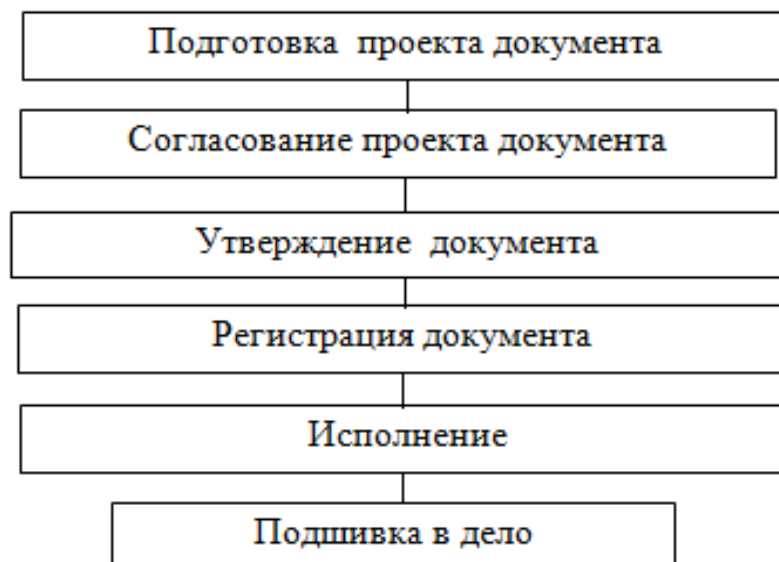 Подготовка проекта документа
Согласование проекта документа
Утверждение документа
Регистрация документа
Исполнение
Подшивка в дело